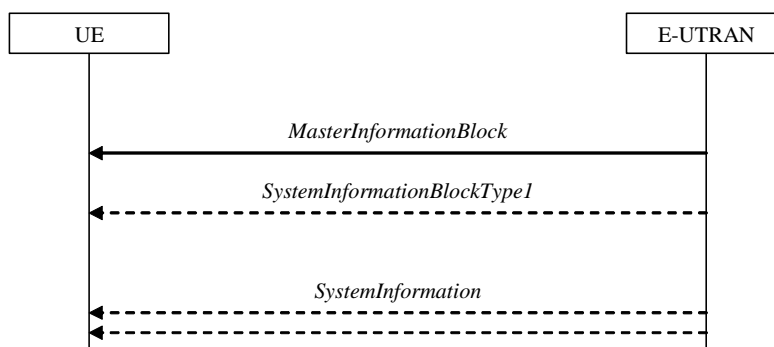 UE
E-UTRAN
MasterInformationBlock
SystemInformationBlockType1
SystemInformation